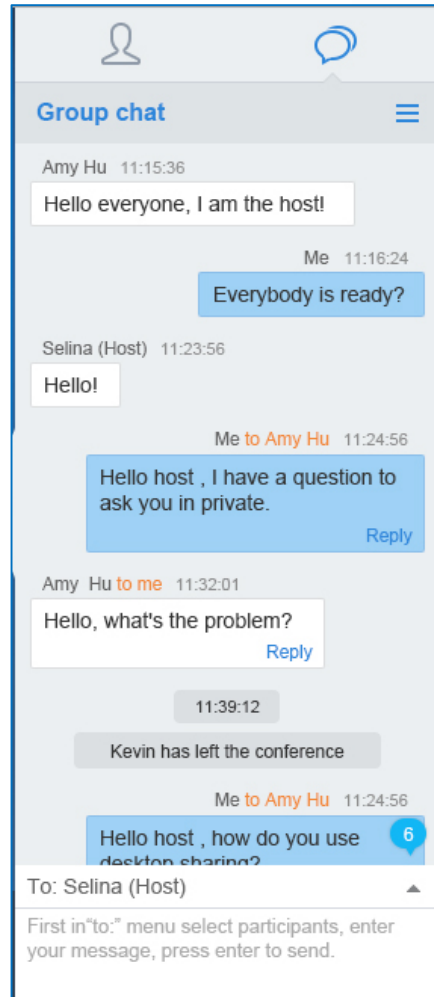 Group chat
Amy Hu 11:15:36
Hello everyone, I am the host!
Me 11:16:24
Everybody is ready?
Selina (Host) 11:23:56
Hello!
Me to Amy Hu 11:24:56
Hello host , I have a question to
ask you in private.
Reply
Amy Hu to me 11:32:01
Hello, what's the problem?
Reply
11:39:12
Kevin has left the conference
Me to Amy Hu 11:24:56
Hello host , how do you use
6
desktop sharing?
To: Selina (Host)
First in“to:” menu select participants, enter
your message, press enter to send.